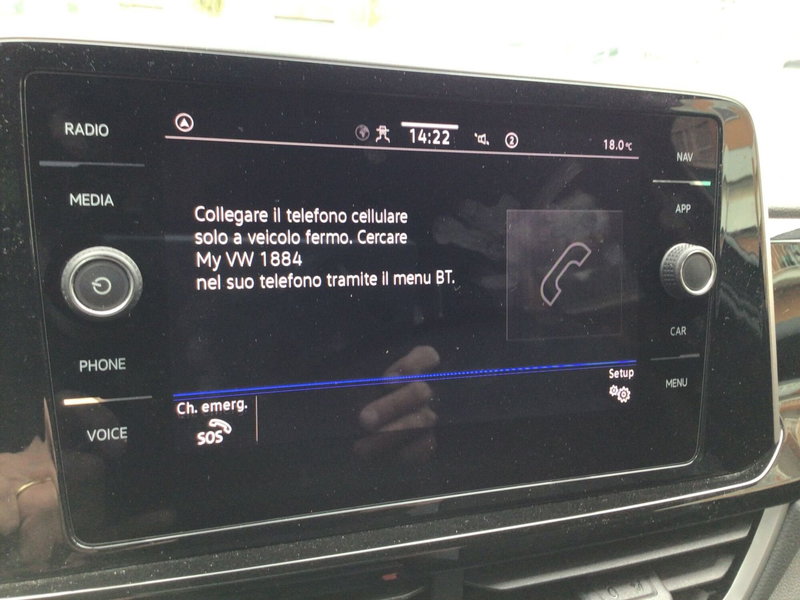 RADIO
MEDIA
PHONE
VOICE
14:22
2
18.0°C
Collegare il telefono cellulare
solo a veicolo fermo. Cercare
My VW 1884
nel suo telefono tramite il menu BT.
Ch. emerg.
SOS
Setup
NAV
APP
CAR
MENU